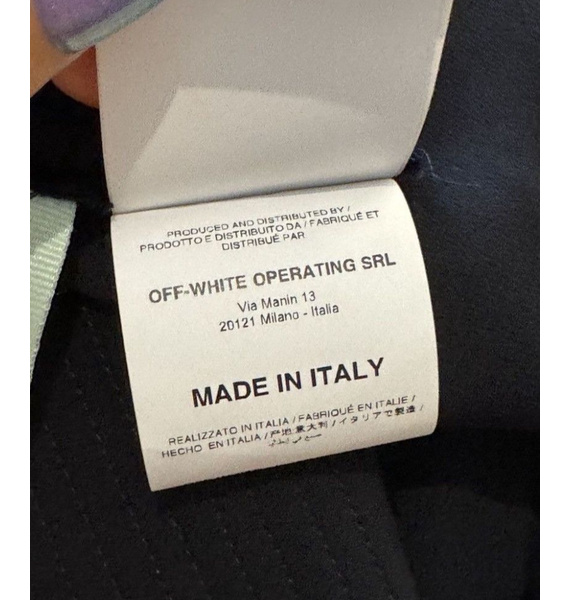 PRODUCED AND DISTRIBUTED BY /
PRODOTTO E DISTRIBUITO DA / FABRIQUÉ ET
DISTRIBUÉ PAR
OFF-WHITE OPERATING SRL
Via Manin 13
20121 Milano - Italia
MADE IN ITALY
REALIZZATO IN ITALIA / FABRIQUÉ EN ITALIE /
HECHO EN ITALIA / 产地意大利 / イタリアで製造 /